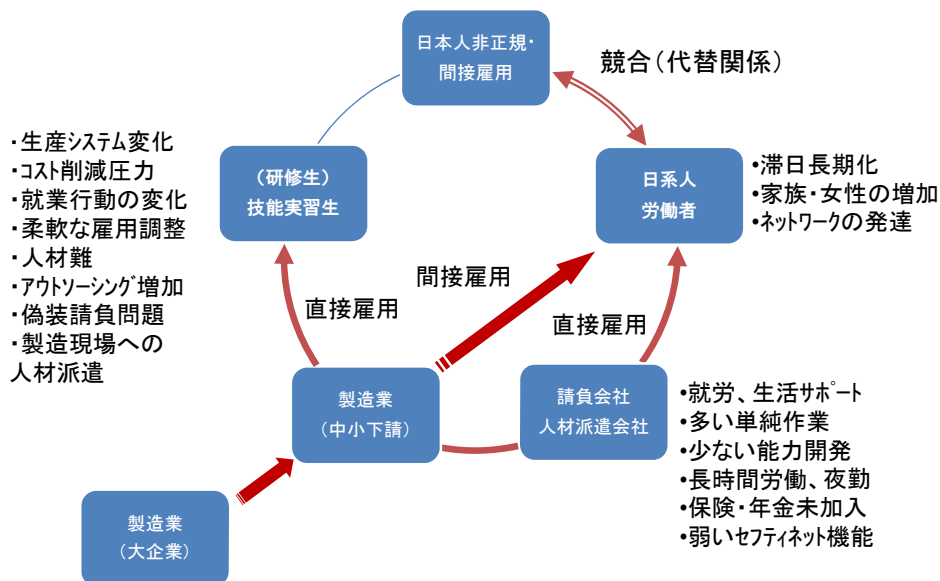 日本人非正規・
間接雇用
競合（代替関係）
・生産システム変化
・コスト削減圧力
・就業行動の変化
・柔軟な雇用調整
・人材難
・アウトソーシング増加
・偽装請負問題
・製造現場への
人材派遣
（研修生）
技能実習生
日系人
労働者
•滞日長期化
•家族・女性の増加
•ネットワークの発達
間接雇用
直接雇用
直接雇用
製造業
（中小下請）
請負会社
人材派遣会社
•就労、生活サポート
•多い単純作業
•少ない能力開発
•長時間労働、夜勤
•保険・年金未加入
•弱いセフティネット機能
製造業
（大企業）